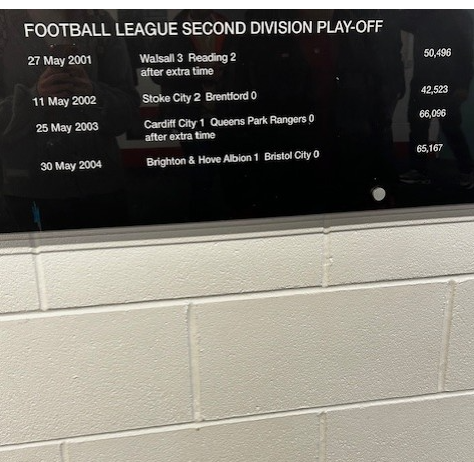 FOOTBALL LEAGUE SECOND DIVISION PLAY-OFF
27 May 2001 Walsall 3 Reading 2 50,496
after extra time
11 May 2002 Stoke City 2 Brentford 0 42,523
25 May 2003 Cardiff City 1 Queens Park Rangers 0 66,096
after extra time
30 May 2004 Brighton & Hove Albion 1 Bristol City 0 65,167